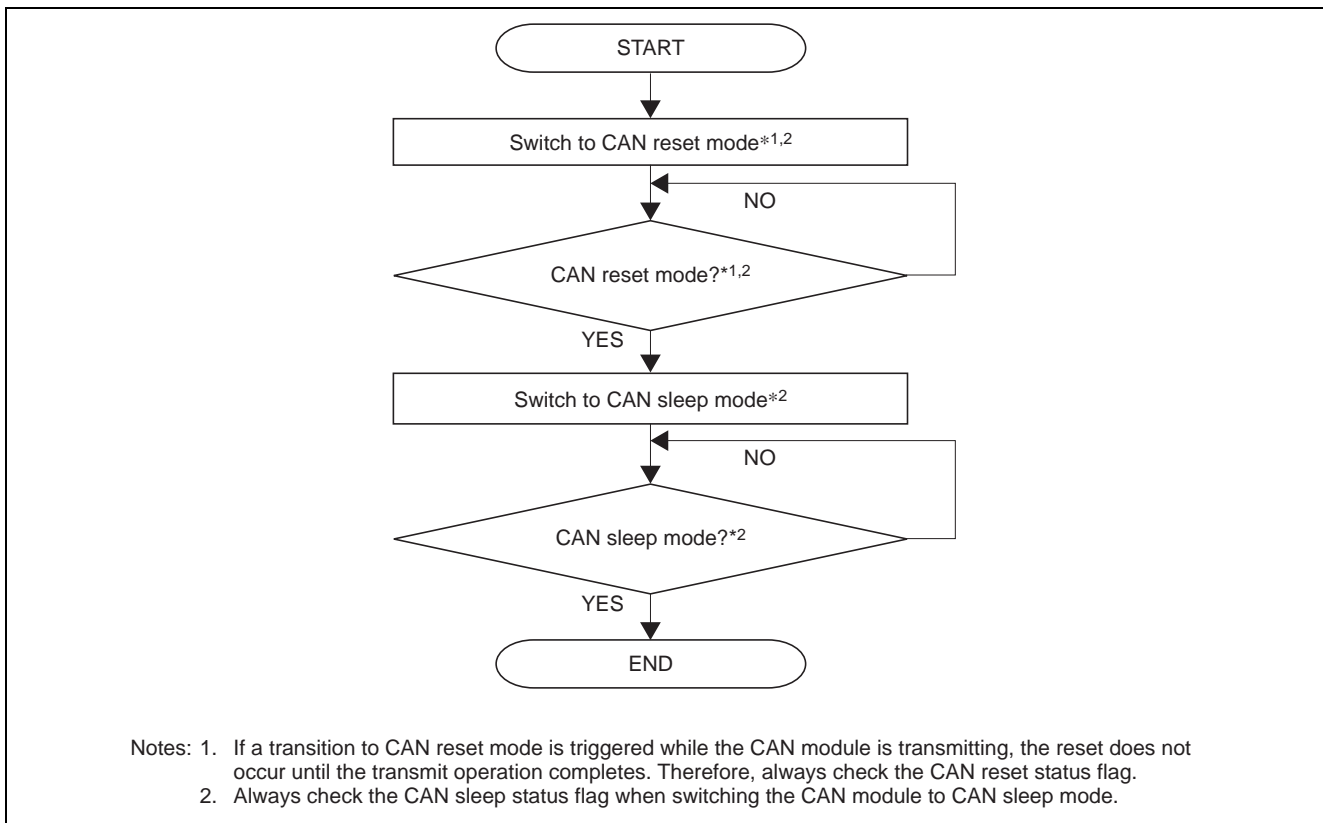 START
Switch to CAN reset mode*1,2
NO
CAN reset mode?*1,2
YES
Switch to CAN sleep mode*2
NO
CAN sleep mode?*2
YES
END
Notes: 1. If a transition to CAN reset mode is triggered while the CAN module is transmitting, the reset does not
occur until the transmit operation completes. Therefore, always check the CAN reset status flag.
2. Always check the CAN sleep status flag when switching the CAN module to CAN sleep mode.